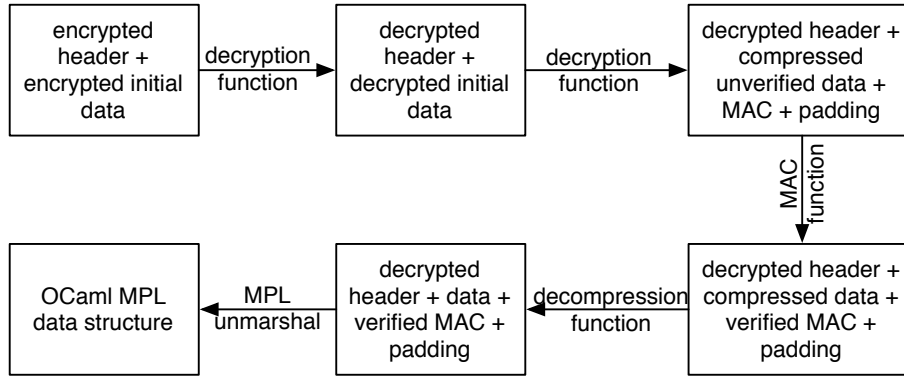 encrypted
header +
encrypted initial
data
decryption
function
decrypted
header +
decrypted initial
data
decryption
function
decrypted header +
compressed
unverified data +
MAC + padding
MAC
function
decrypted header +
compressed data +
verified MAC +
padding
decompression
function
decrypted
header + data +
verified MAC +
padding
MPL
unmarshal
OCaml MPL
data structure